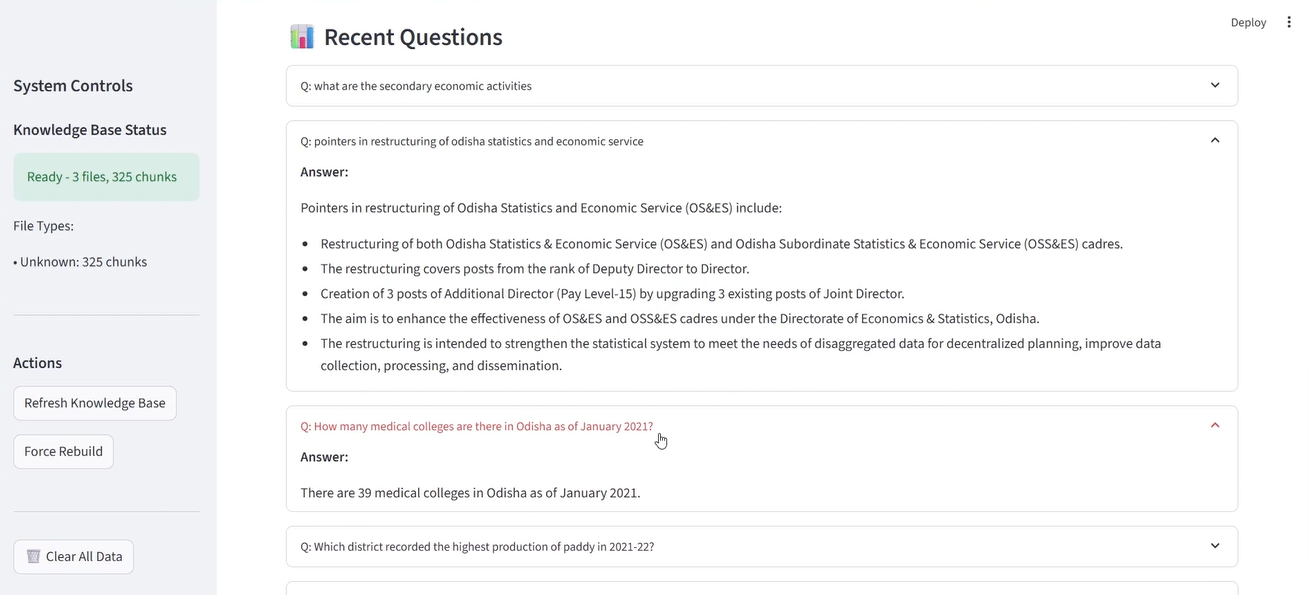 Deploy
System Controls
Knowledge Base Status
Ready - 3 files, 325 chunks
File Types:
• Unknown: 325 chunks
Actions
Refresh Knowledge Base
Force Rebuild
Clear All Data
Recent Questions
Q: what are the secondary economic activities
Q: pointers in restructuring of odisha statistics and economic service
Answer:
Pointers in restructuring of Odisha Statistics and Economic Service (OS&ES) include:
• Restructuring of both Odisha Statistics & Economic Service (OS&ES) and Odisha Subordinate Statistics & Economic Service (OSS&ES) cadres.
• The restructuring covers posts from the rank of Deputy Director to Director.
• Creation of 3 posts of Additional Director (Pay Level-15) by upgrading 3 existing posts of Joint Director.
• The aim is to enhance the effectiveness of OS&ES and OSS&ES cadres under the Directorate of Economics & Statistics, Odisha.
• The restructuring is intended to strengthen the statistical system to meet the needs of disaggregated data for decentralized planning, improve data
collection, processing, and dissemination.
Q: How many medical colleges are there in Odisha as of January 2021?
Answer:
There are 39 medical colleges in Odisha as of January 2021.
Q: Which district recorded the highest production of paddy in 2021-22?